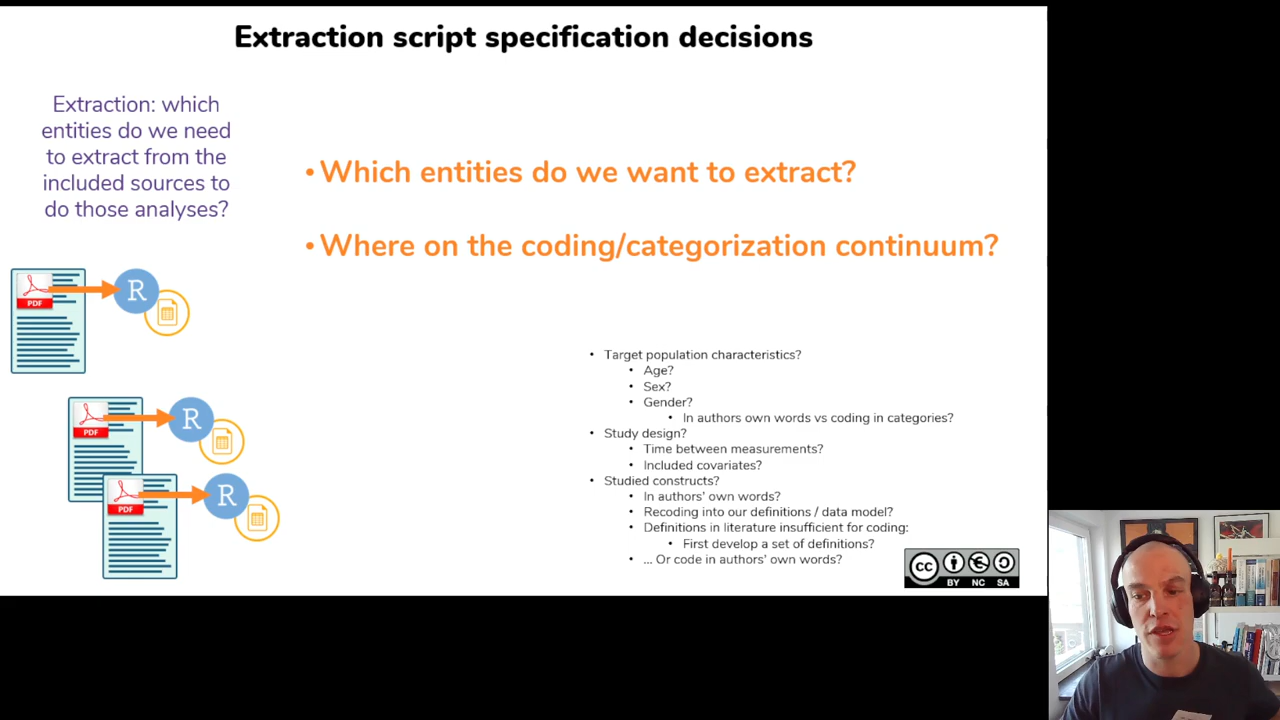 Extraction script specification decisions
Extraction: which
entities do we need
to extract from the
included sources to
do those analyses?
• Which entities do we want to extract?
• Where on the coding/categorization continuum?
PDF
R
PDF
R
PDF
R
• Target population characteristics?
• Age?
• Sex?
• Gender?
• In authors own words vs coding in categories?
• Study design?
• Time between measurements?
• Included covariates?
• Studied constructs?
• In authors' own words?
• Recoding into our definitions / data model?
• Definitions in literature insufficient for coding:
• First develop a set of definitions?
• ... Or code in authors' own words?
cc
BY NC SA